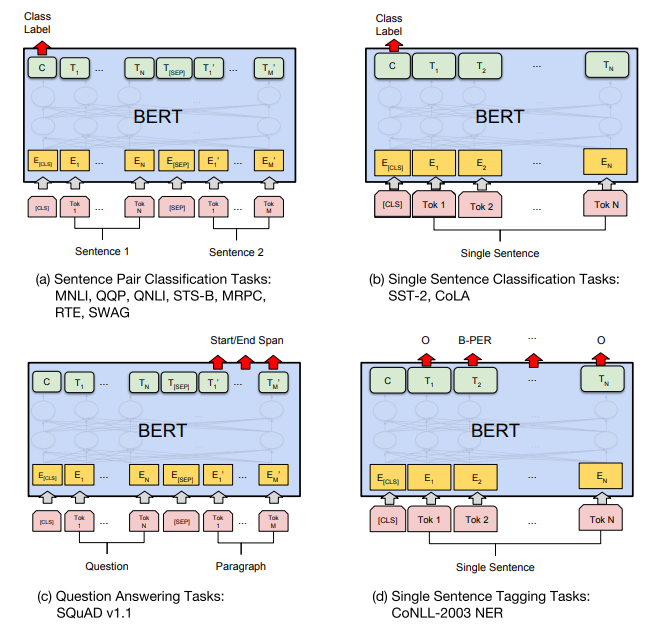 Class
Label
C T1 ... TN T[SEP] T1' ... TM'
BERT
E[CLS] E1 ... EN E[SEP] E1' ... EM'
[CLS] Tok 1 ... Tok N [SEP] Tok 1 ... Tok M
Sentence 1 Sentence 2
(a) Sentence Pair Classification Tasks:
MNLI, QQP, QNLI, STS-B, MRPC,
RTE, SWAG
Class
Label
C T1 T2 ... TN
BERT
E[CLS] E1 E2 ... EN
[CLS] Tok 1 Tok 2 ... Tok N
Single Sentence
(b) Single Sentence Classification Tasks:
SST-2, CoLA
Start/End Span
C T1 ... TN T[SEP] T1' ... TM'
BERT
E[CLS] E1 ... EN E[SEP] E1' ... EM'
[CLS] Tok 1 ... Tok N [SEP] Tok 1 ... Tok M
Question Paragraph
(c) Question Answering Tasks:
SQuAD v1.1
O B-PER ... O
C T1 T2 ... TN
BERT
E[CLS] E1 E2 ... EN
[CLS] Tok 1 Tok 2 ... Tok N
Single Sentence
(d) Single Sentence Tagging Tasks:
CoNLL-2003 NER